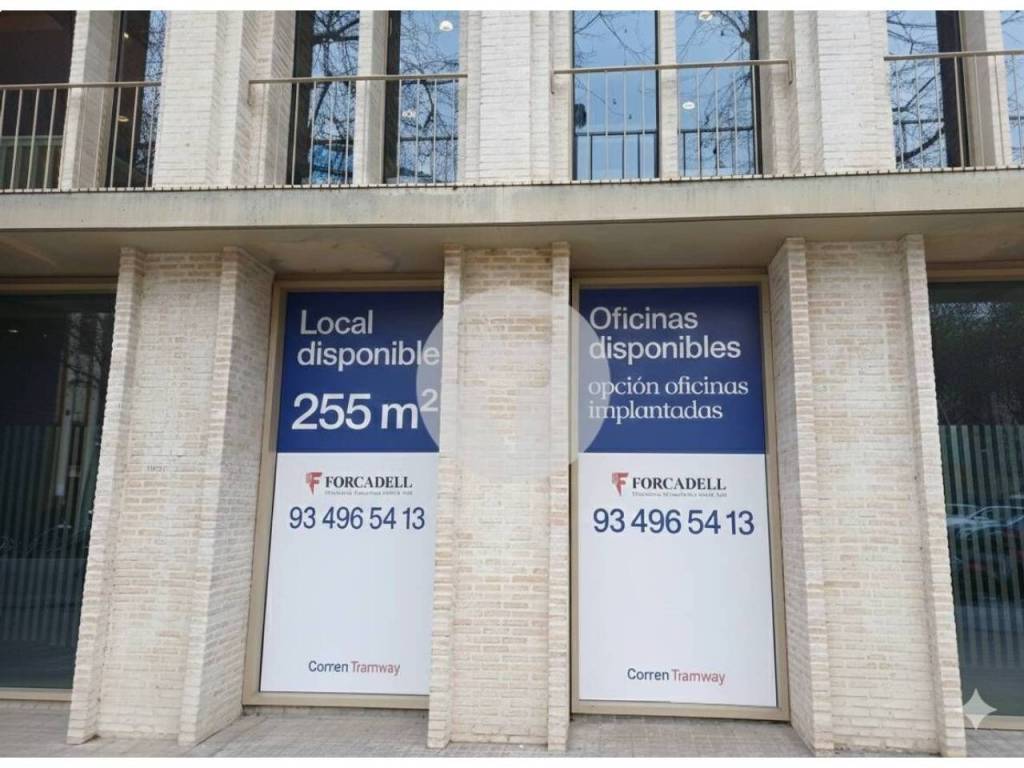 Local
disponible
255 m²
FORCADELL
93 496 54 13
Corren Tramway
Oficinas
disponibles
opción oficinas
implantadas
FORCADELL
93 496 54 13
Corren Tramway